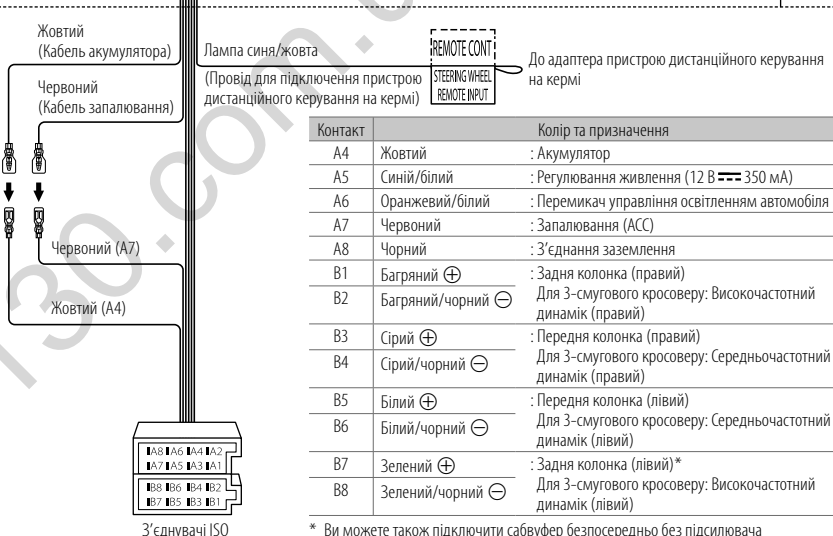 Жовтий
(Кабель акумулятора)
Червоний
(Кабель запалювання)
Лампа синя/жовта
(Провід для підключення пристрою
дистанційного керування на кермі)
REMOTE CONT
STEERING WHEEL
REMOTE INPUT
До адаптера пристрою дистанційного керування
на кермі
Червоний (A7)
Жовтий (A4)
A8 A6 A4 A2
A7 A5 A3 A1
B8 B6 B4 B2
B7 B5 B3 B1
З’єднувачі ISO
Контакт Колір та призначення
A4 Жовтий : Акумулятор
A5 Синій/білий : Регулювання живлення (12 В ⎓ 350 мА)
A6 Оранжевий/білий : Перемикач управління освітленням автомобіля
A7 Червоний : Запалювання (ACC)
A8 Чорний : З’єднання заземлення
B1 Багряний ⊕ : Задня колонка (правий)
B2 Багряний/чорний ⊖ Для 3-смугового кросоверу: Високочастотний
динамік (правий)
B3 Сірий ⊕ : Передня колонка (правий)
B4 Сірий/чорний ⊖ Для 3-смугового кросоверу: Середньочастотний
динамік (правий)
B5 Білий ⊕ : Передня колонка (лівий)
B6 Білий/чорний ⊖ Для 3-смугового кросоверу: Середньочастотний
динамік (лівий)
B7 Зелений ⊕ : Задня колонка (лівий)*
B8 Зелений/чорний ⊖ Для 3-смугового кросоверу: Високочастотний
динамік (лівий)
* Ви можете також підключити сабвуфер безпосередньо без підсилювача
130.com.